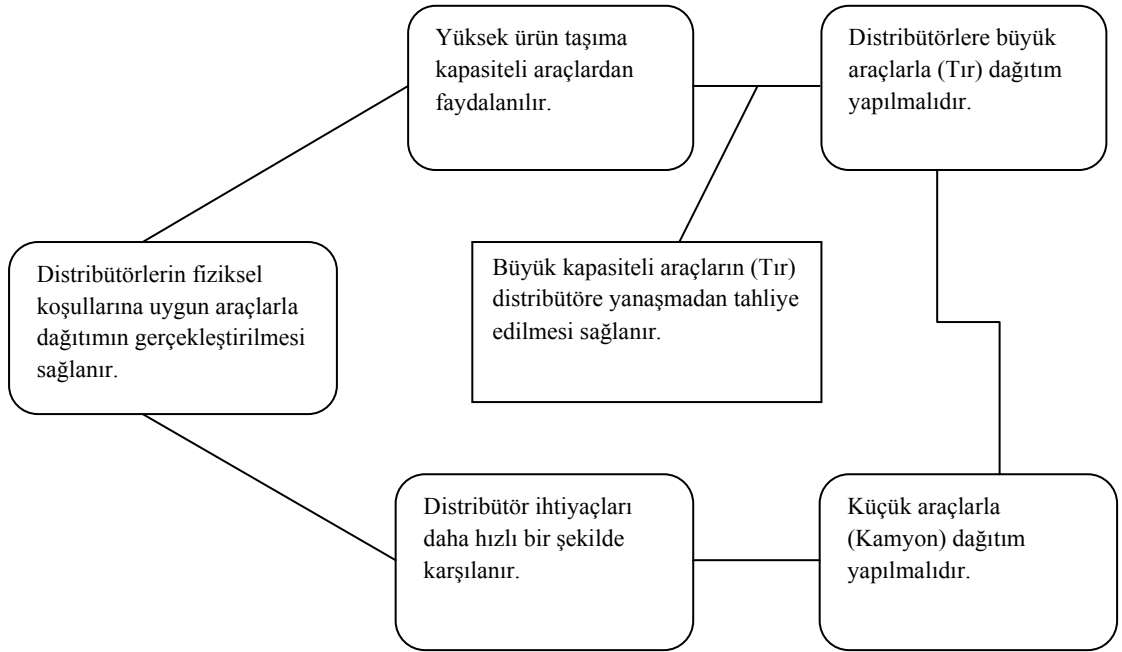 Yüksek ürün taşıma
kapasiteli araçlardan
faydalanılır.
Distribütörlere büyük
araçlarla (Tır) dağıtım
yapılmalıdır.
Distribütörlerin fiziksel
koşullarına uygun araçlarla
dağıtımın gerçekleştirilmesi
sağlanır.
Büyük kapasiteli araçların (Tır)
distribütöre yanaşmadan tahliye
edilmesi sağlanır.
Distribütör ihtiyaçları
daha hızlı bir şekilde
karşılanır.
Küçük araçlarla
(Kamyon) dağıtım
yapılmalıdır.